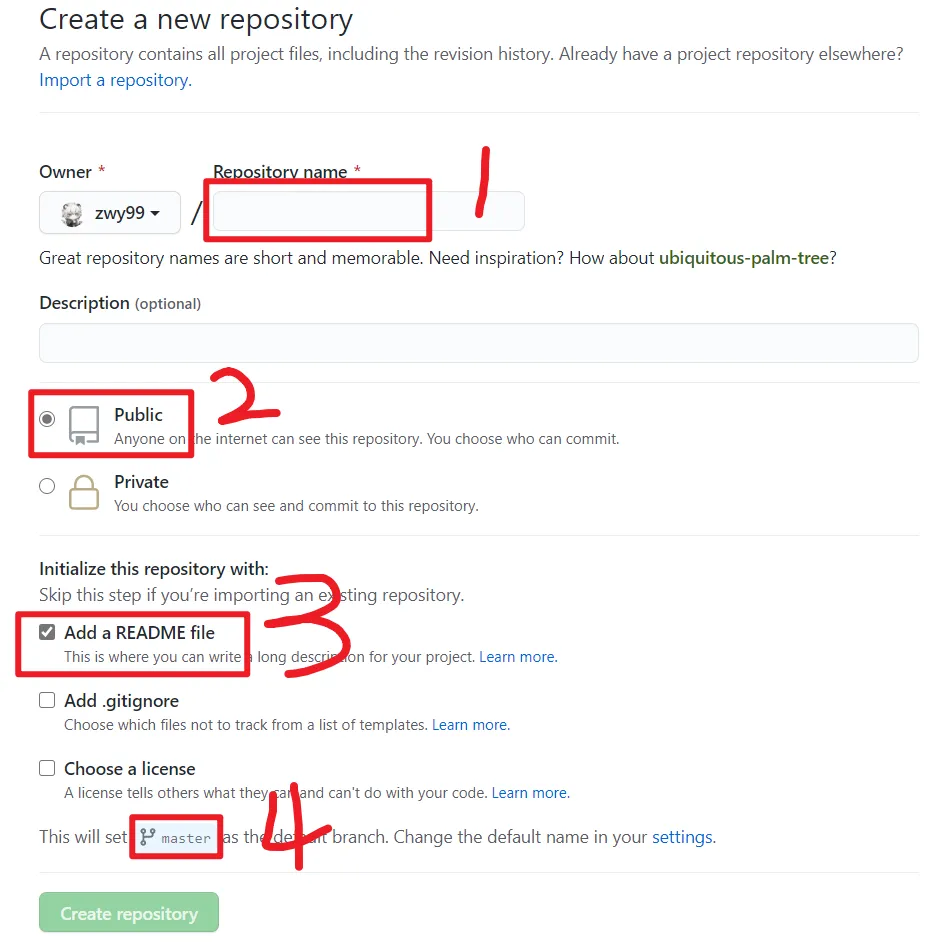 Create a new repository
A repository contains all project files, including the revision history. Already have a project repository elsewhere?
Import a repository.
Owner * Repository name * 1
zwy99 /
Great repository names are short and memorable. Need inspiration? How about ubiquitous-palm-tree?
Description (optional)
2
Public
Anyone on the internet can see this repository. You choose who can commit.
Private
You choose who can see and commit to this repository.
Initialize this repository with:
Skip this step if you’re importing an existing repository.
3
Add a README file
This is where you can write a long description for your project. Learn more.
Add .gitignore
Choose which files not to track from a list of templates. Learn more.
Choose a license
A license tells others what they can and can't do with your code. Learn more.
4
This will set master as the default branch. Change the default name in your settings.
Create repository